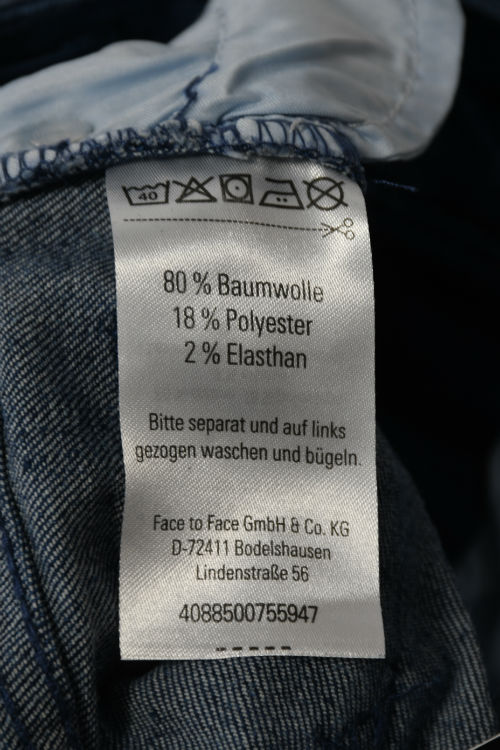 40
80 % Baumwolle
18 % Polyester
2 % Elasthan
Bitte separat und auf links
gezogen waschen und bügeln.
Face to Face GmbH & Co. KG
D-72411 Bodelshausen
Lindenstraße 56
4088500755947